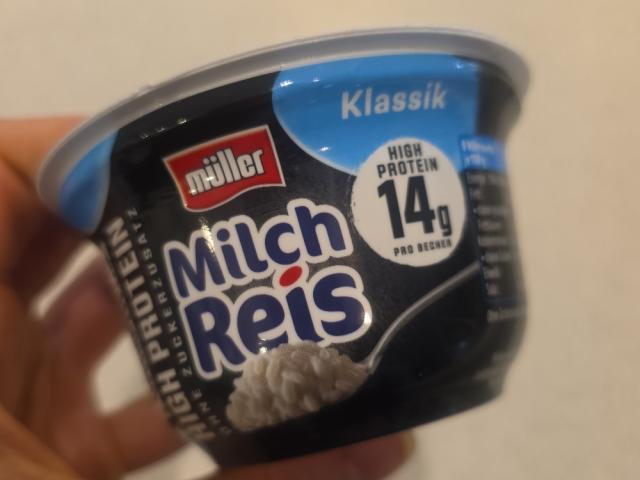 Klassik
müller
HIGH
PROTEIN
14g
PRO BECHER
Milch
Reis
HIGH PROTEIN
OHNE ZUCKERZUSATZ